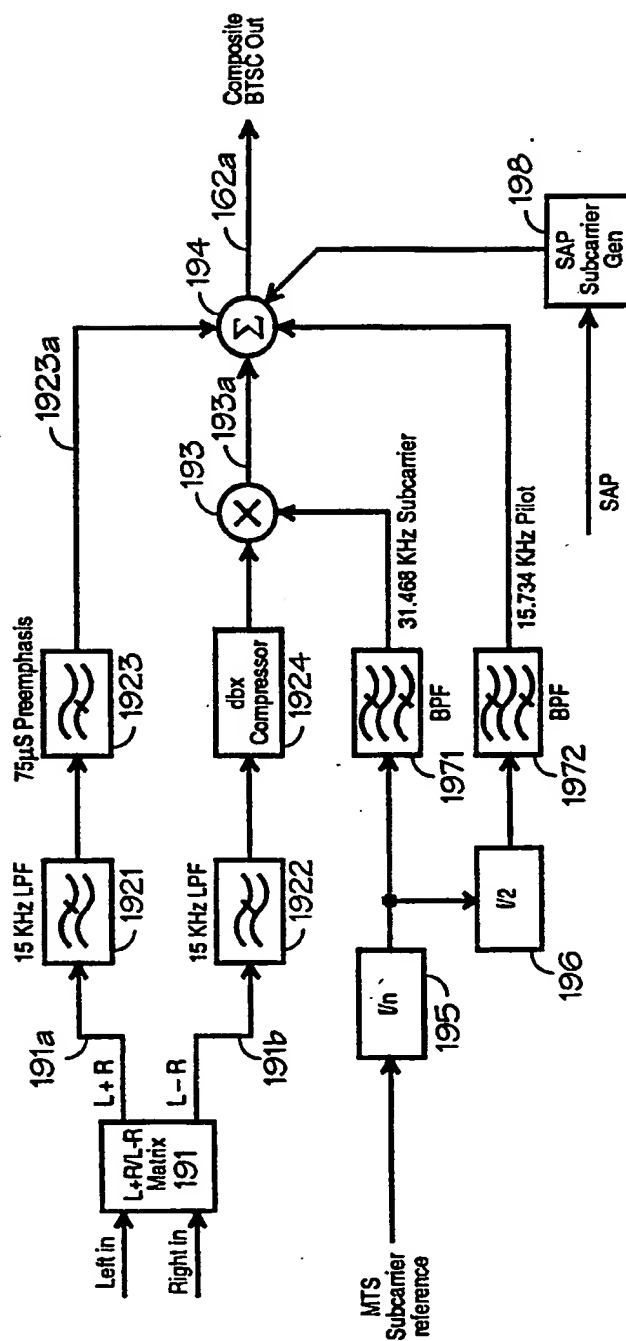 Left in
Right in
L+R/L-R
Matrix
191
L+R
L-R
191a
191b
15 KHz LPF
1921
15 KHz LPF
1922
75µS Preemphasis
1923
dbx
Compressor
1924
1923a
193
193a
194
Σ
X
162a
Composite
BTSC Out
MTS
Subcarrier
reference
f/n
195
f/2
196
BPF
1971
31.468 KHz Subcarrier
BPF
1972
15.734 KHz Pilot
SAP
SAP
Subcarrier
Gen
198